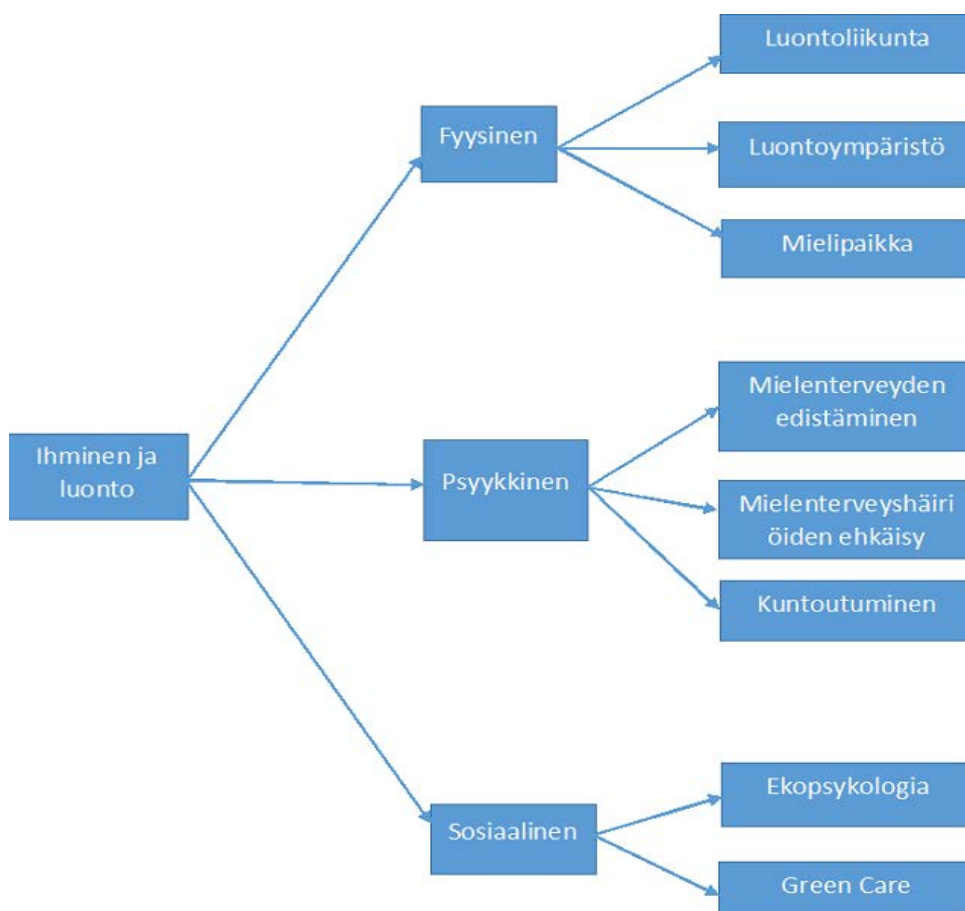 Luontoliikunta
Fyysinen
Luontoympäristö
Mielipaikka
Ihminen ja
luonto
Psyykkinen
Mielenterveyden
edistäminen
Mielenterveyshäiri
öiden ehkäisy
Kuntoutuminen
Sosiaalinen
Ekopsykologia
Green Care